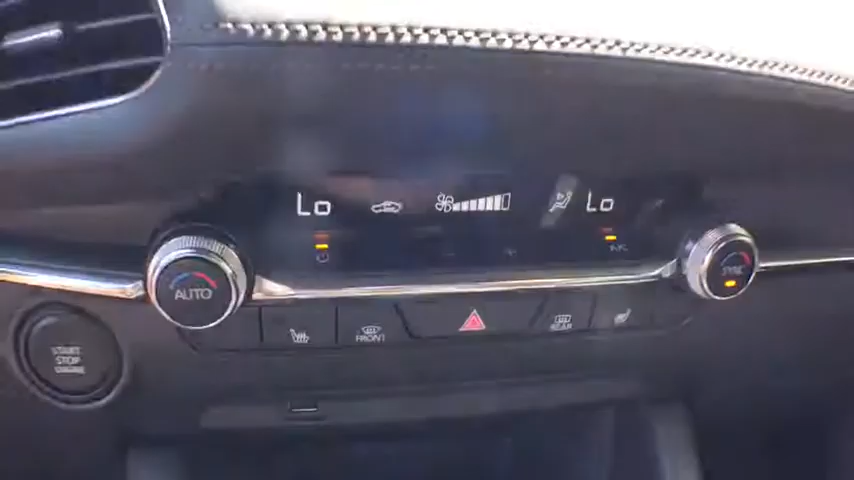 Lo
Lo
AUTO
SYNC
START
STOP
ENGINE
FRONT
REAR